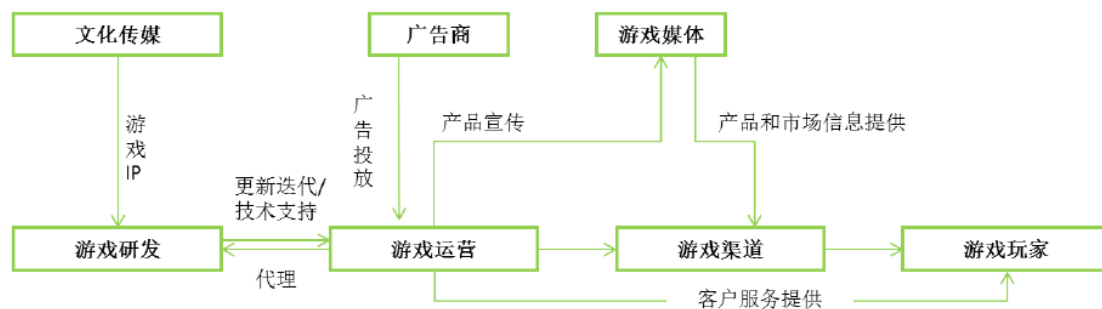 文化传媒
广告商
游戏媒体
游
戏
IP
广
告
投
放
产品宣传
产品和市场信息提供
更新迭代/
技术支持
游戏研发
游戏运营
游戏渠道
游戏玩家
代理
客户服务提供